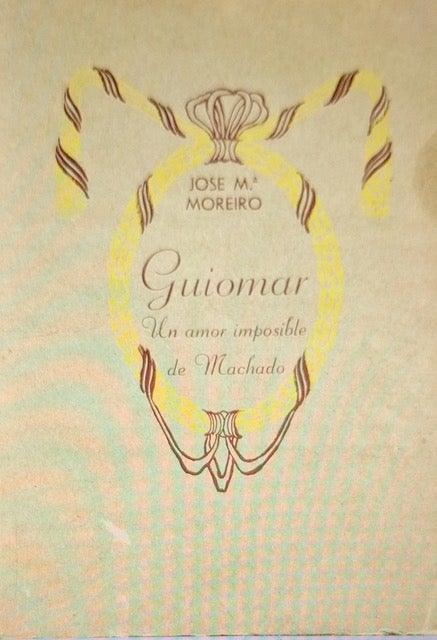 JOSE M.ª
MOREIRO
Guiomar
Un amor imposible
de Machado